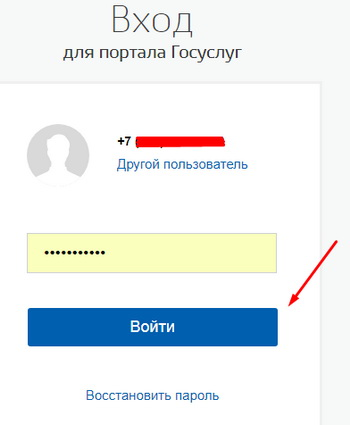 Вход
для портала Госуслуг
+7 (
Другой пользователь
•••••••••••
Войти
Восстановить пароль